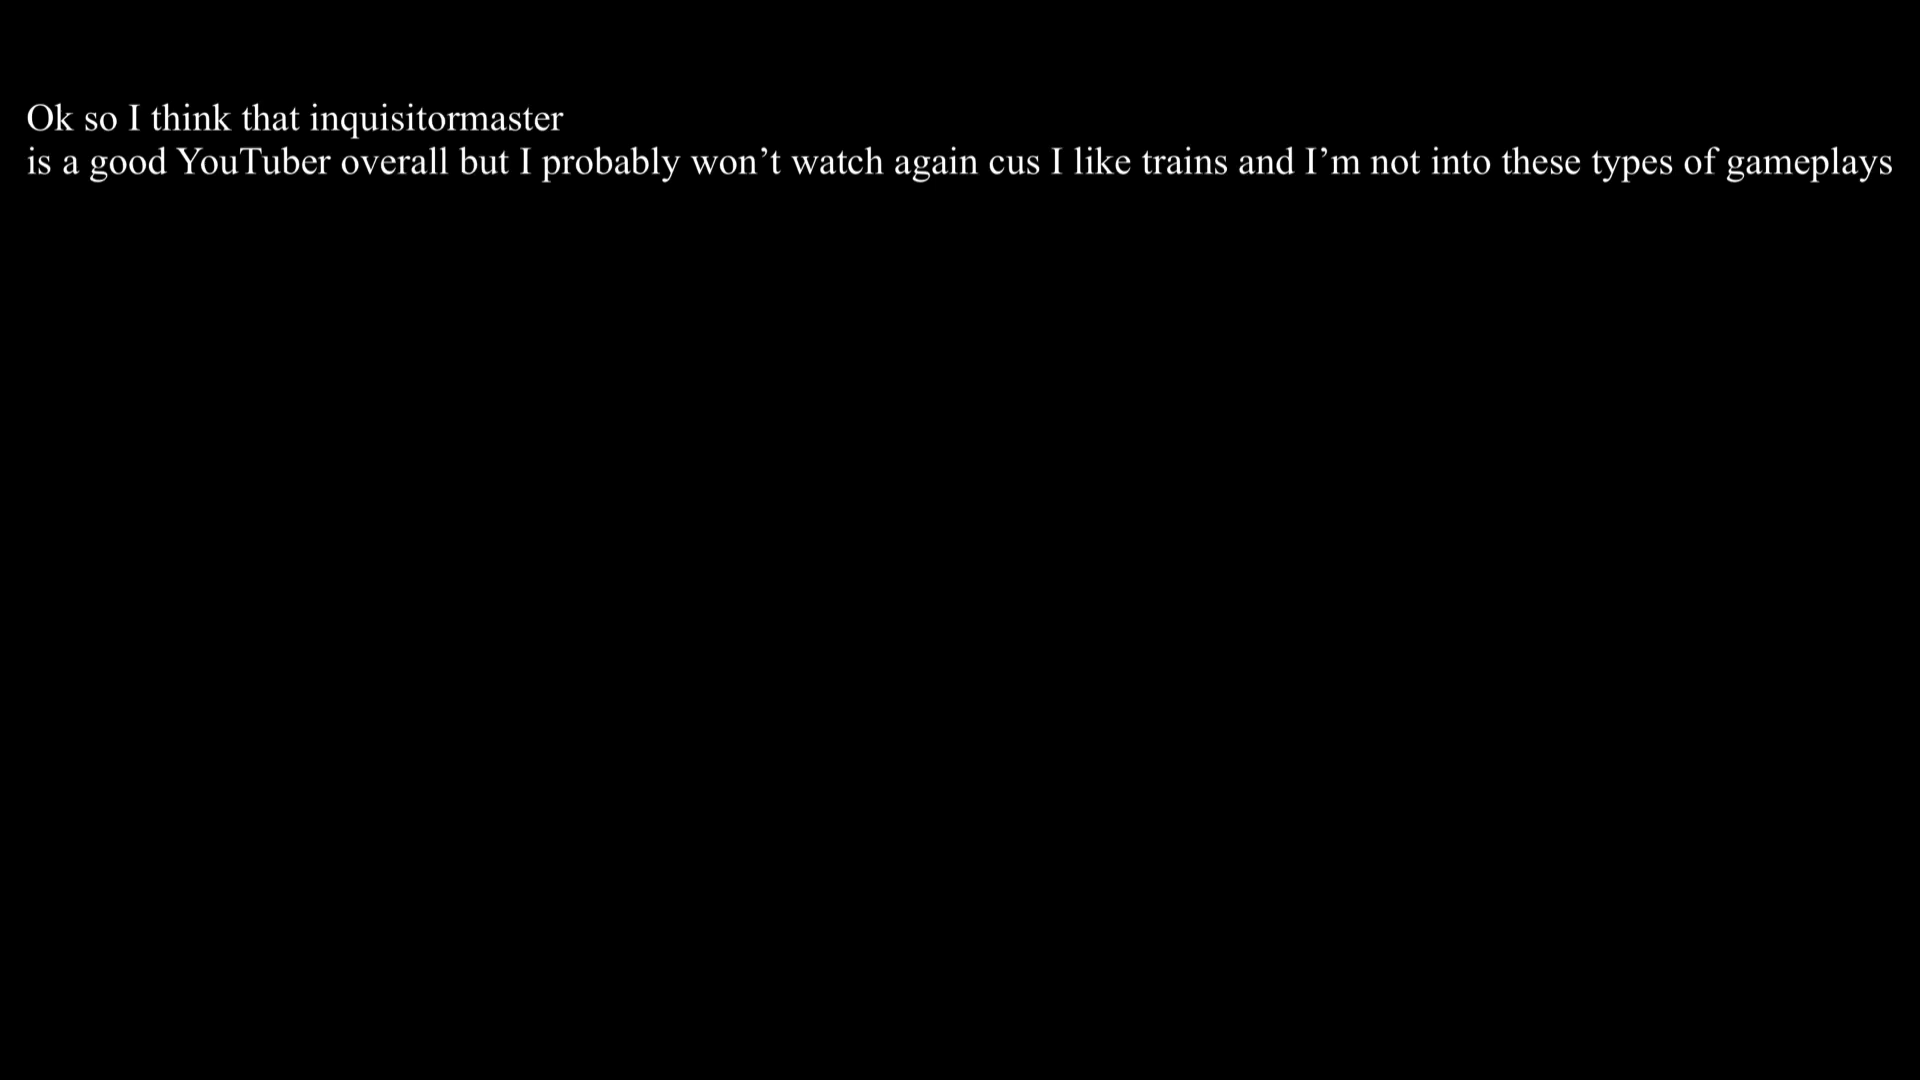 Ok so I think that inquisitormaster
is a good YouTuber overall but I probably won’t watch again cus I like trains and I’m not into these types of gameplays